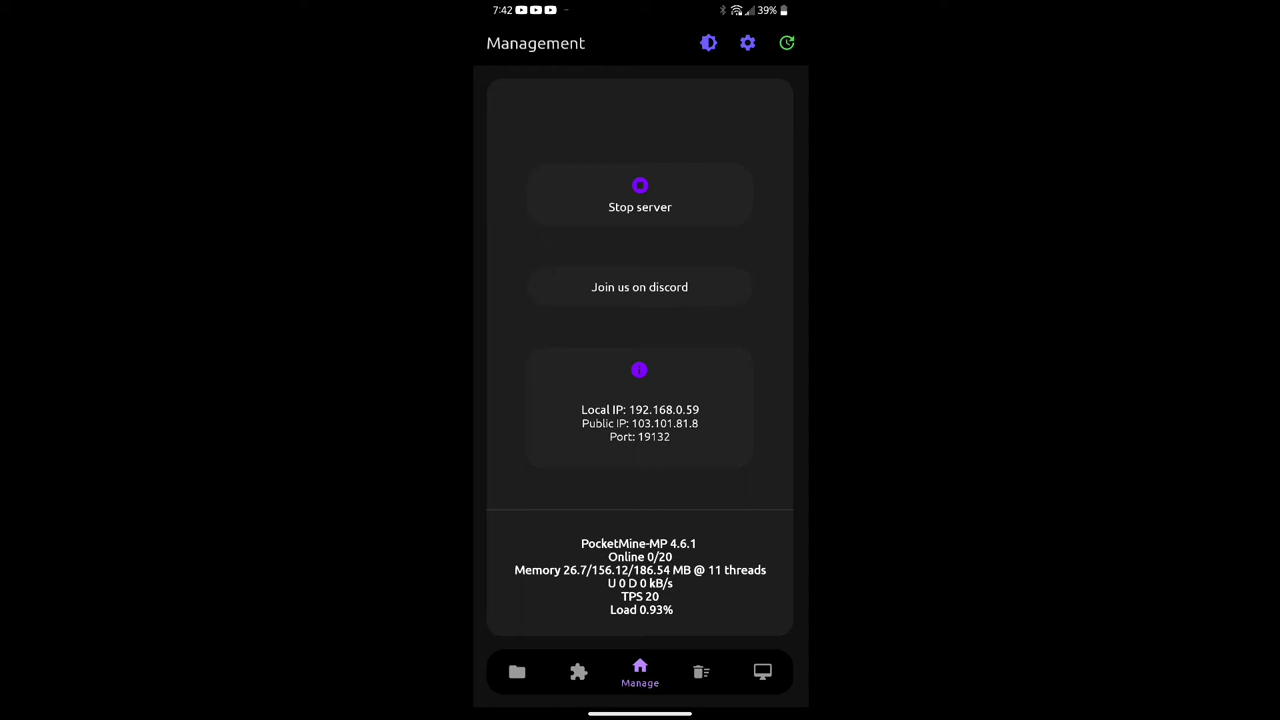 7:42
39%
Management
Stop server
Join us on discord
Local IP: 192.168.0.59
Public IP: 103.101.81.8
Port: 19132
PocketMine-MP 4.6.1
Online 0/20
Memory 26.7/156.12/186.54 MB @ 11 threads
U 0 D 0 kB/s
TPS 20
Load 0.93%
Manage